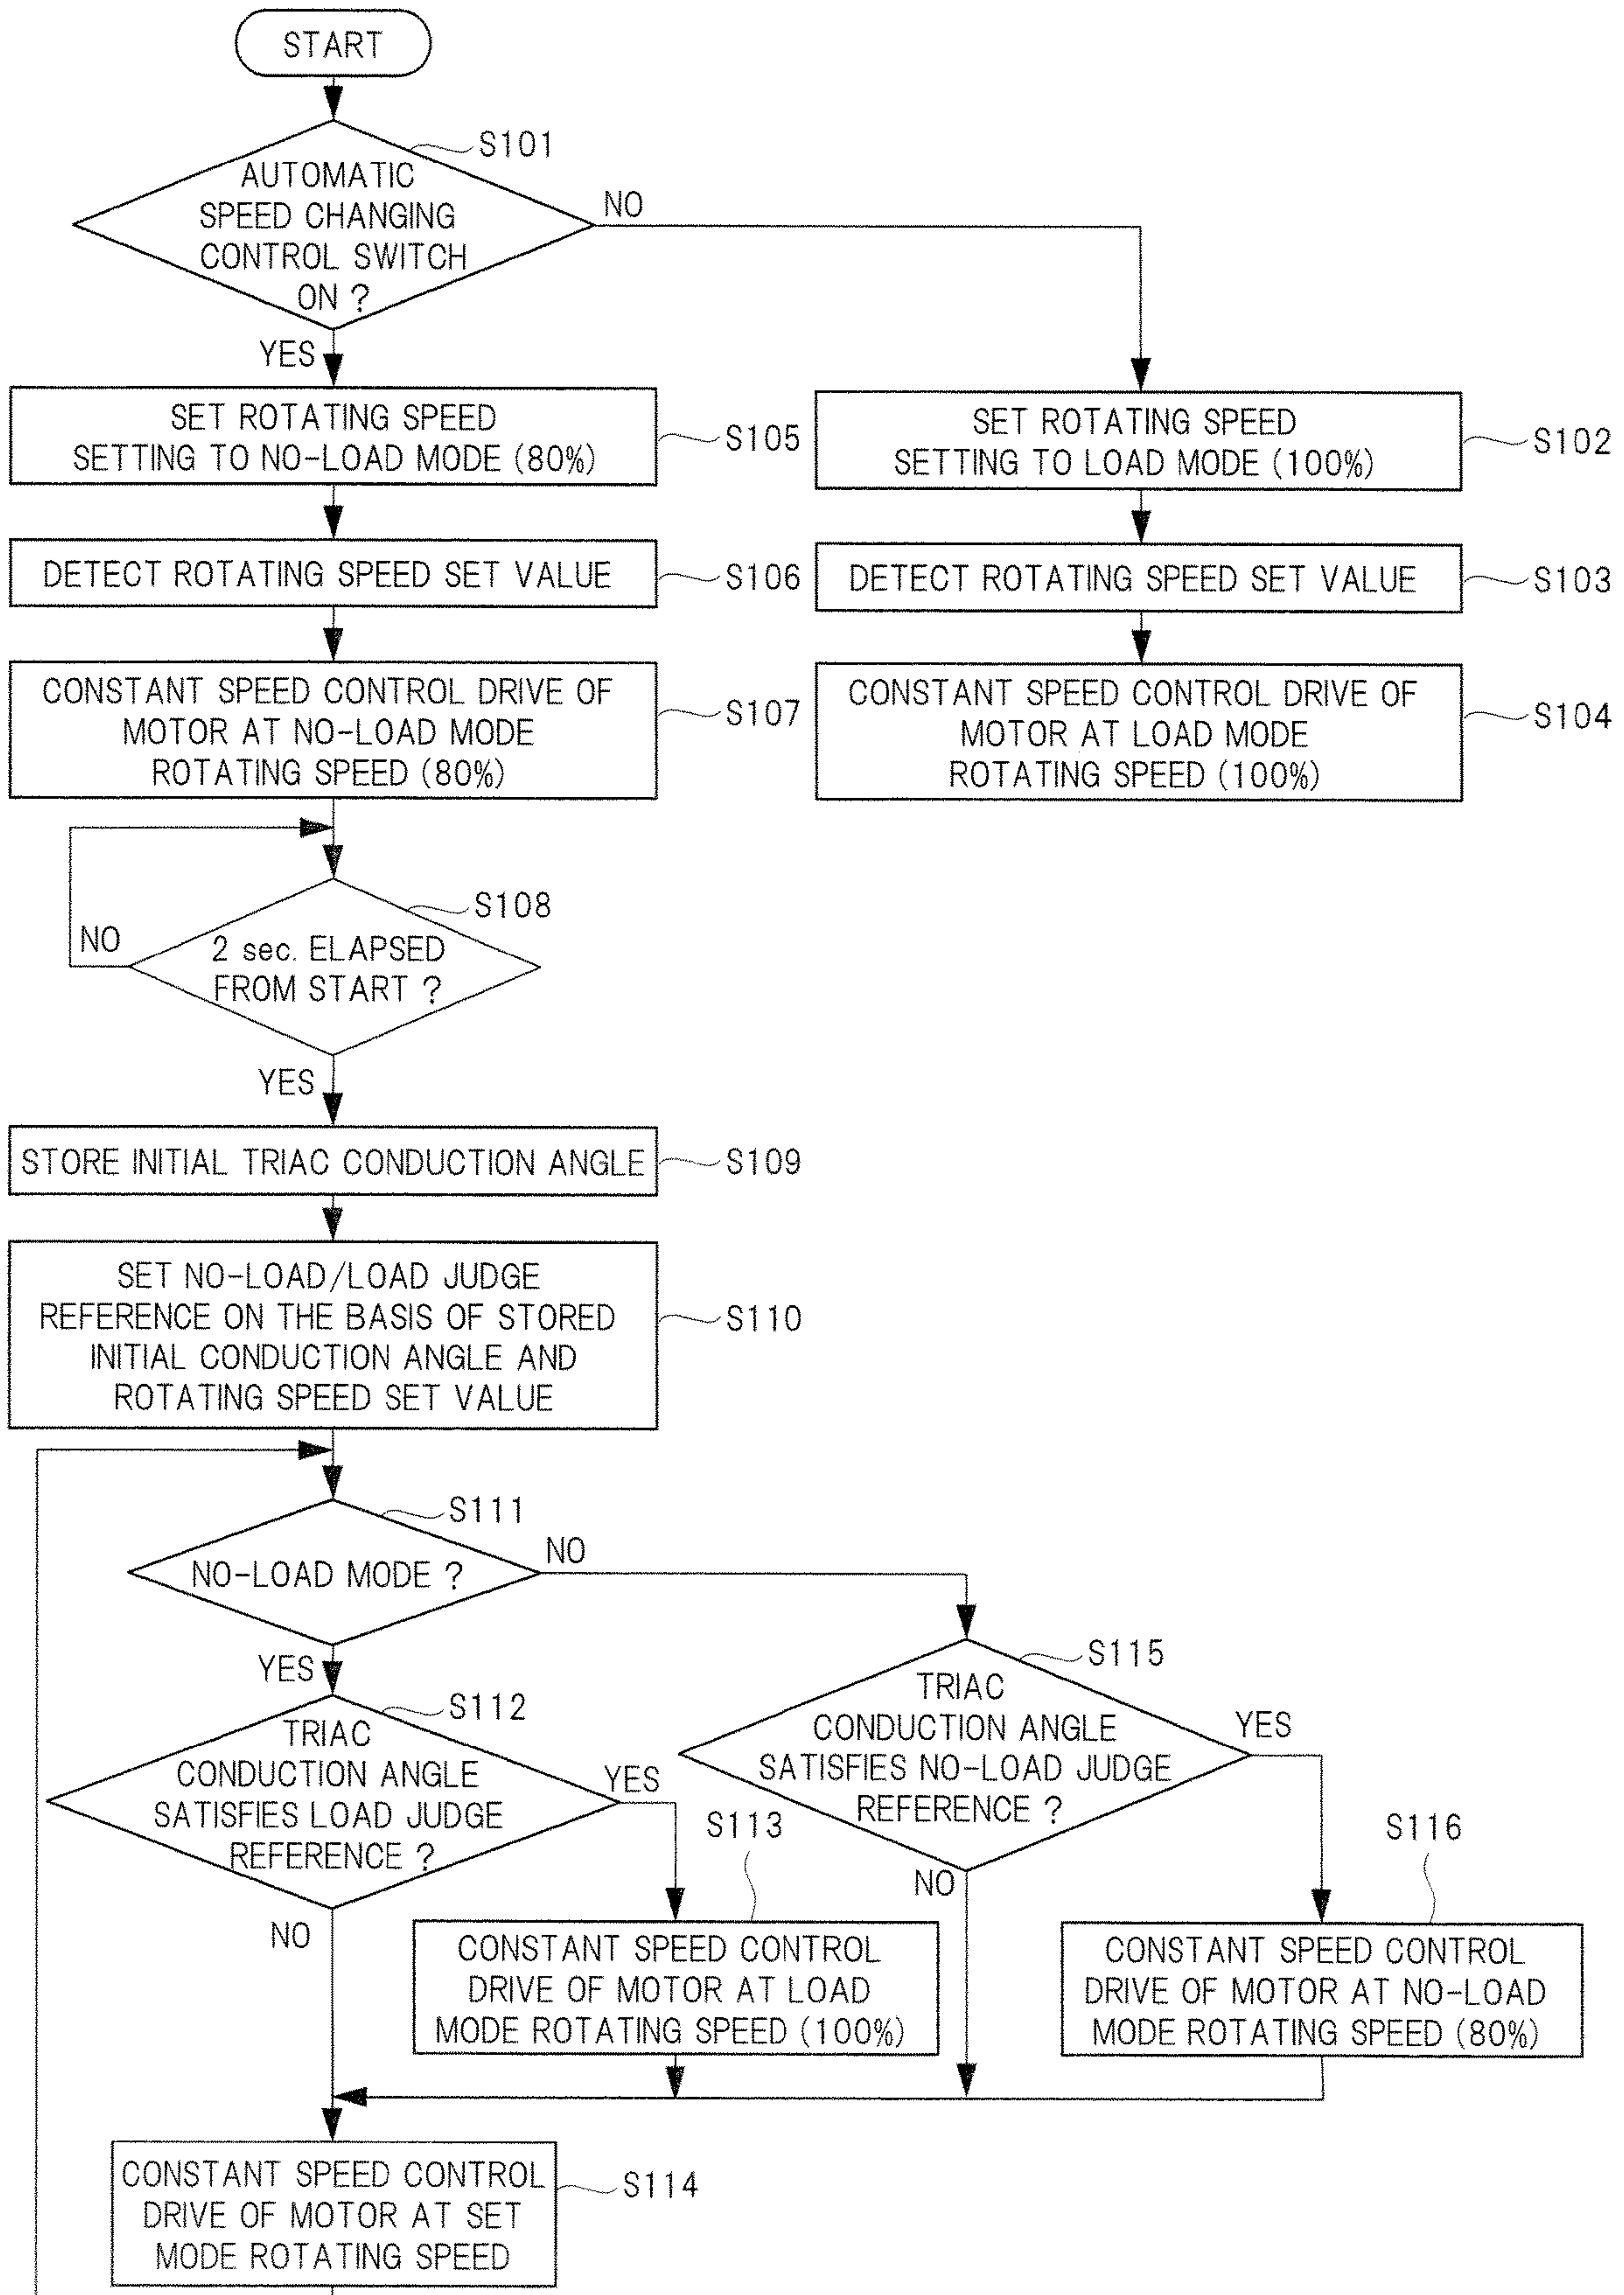 START
S101
AUTOMATIC
SPEED CHANGING
CONTROL SWITCH
ON ?
NO
YES
SET ROTATING SPEED
SETTING TO NO-LOAD MODE (80%)
S105
SET ROTATING SPEED
SETTING TO LOAD MODE (100%)
S102
DETECT ROTATING SPEED SET VALUE
S106
DETECT ROTATING SPEED SET VALUE
S103
CONSTANT SPEED CONTROL DRIVE OF
MOTOR AT NO-LOAD MODE
ROTATING SPEED (80%)
S107
CONSTANT SPEED CONTROL DRIVE OF
MOTOR AT LOAD MODE
ROTATING SPEED (100%)
S104
S108
NO
2 sec. ELAPSED
FROM START ?
YES
STORE INITIAL TRIAC CONDUCTION ANGLE
S109
SET NO-LOAD/LOAD JUDGE
REFERENCE ON THE BASIS OF STORED
INITIAL CONDUCTION ANGLE AND
ROTATING SPEED SET VALUE
S110
S111
NO-LOAD MODE ?
NO
YES
S112
TRIAC
CONDUCTION ANGLE
SATISFIES LOAD JUDGE
REFERENCE ?
YES
NO
S115
TRIAC
CONDUCTION ANGLE
SATISFIES NO-LOAD JUDGE
REFERENCE ?
YES
NO
S113
CONSTANT SPEED CONTROL
DRIVE OF MOTOR AT LOAD
MODE ROTATING SPEED (100%)
S116
CONSTANT SPEED CONTROL
DRIVE OF MOTOR AT NO-LOAD
MODE ROTATING SPEED (80%)
CONSTANT SPEED CONTROL
DRIVE OF MOTOR AT SET
MODE ROTATING SPEED
S114